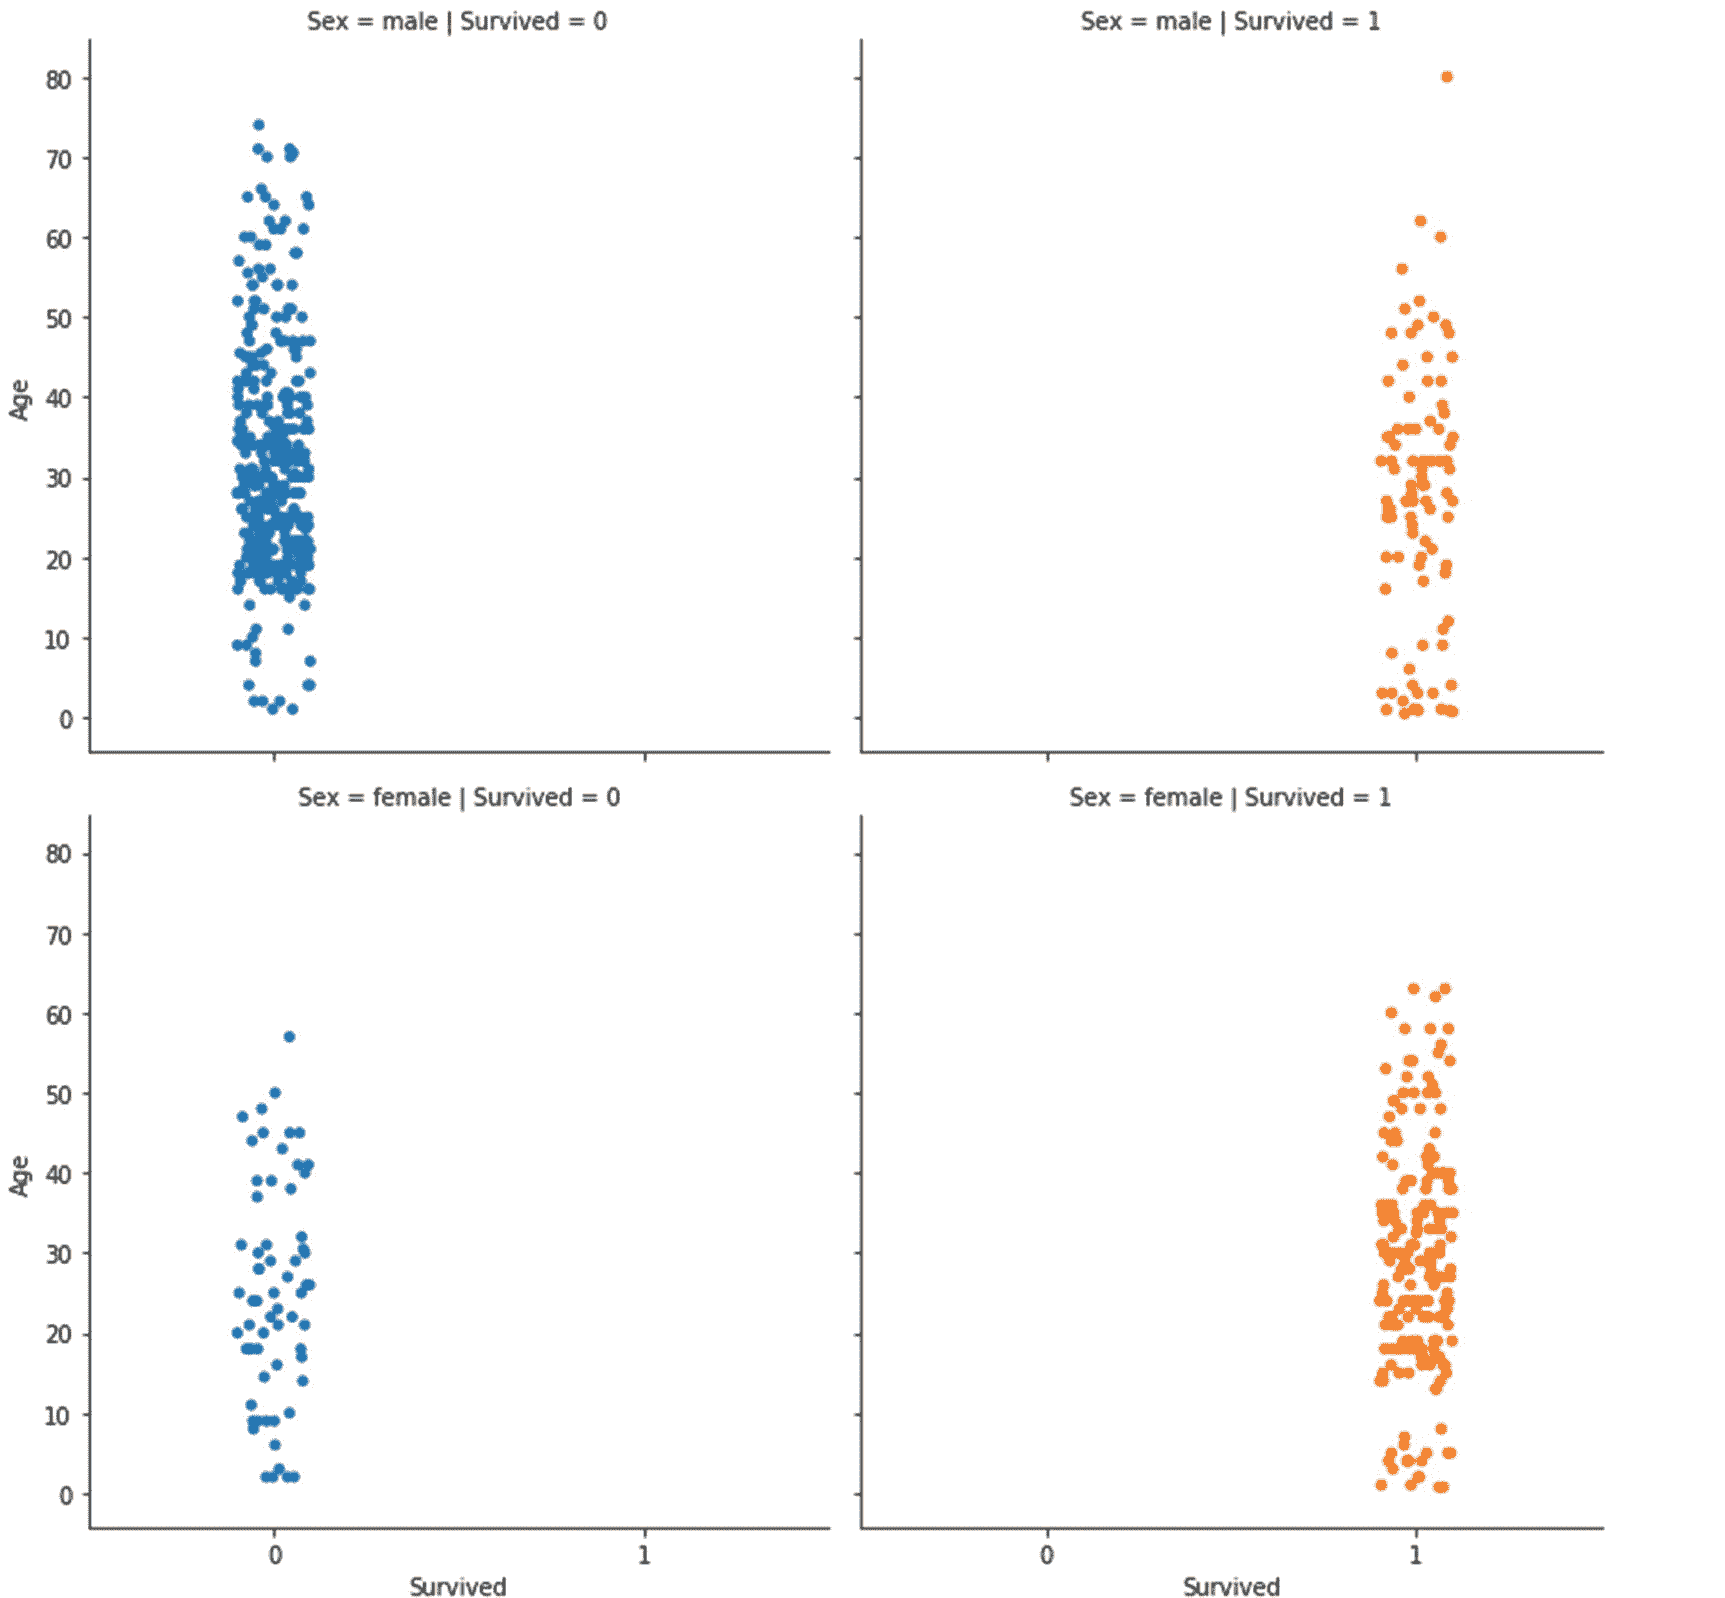 Sex = male | Survived = 0
Sex = male | Survived = 1
80
70
60
50
40
30
20
10
0
Age
Sex = female | Survived = 0
Sex = female | Survived = 1
80
70
60
50
40
30
20
10
0
Age
0
1
0
1
Survived
Survived